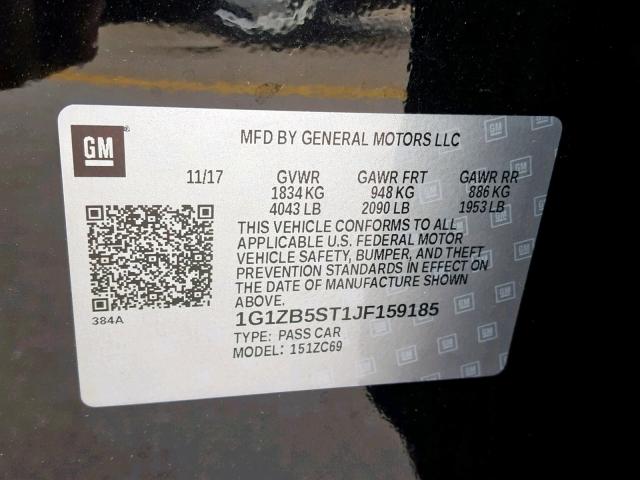 GM
MFD BY GENERAL MOTORS LLC
11/17 GVWR GAWR FRT GAWR RR
1834 KG 948 KG 886 KG
4043 LB 2090 LB 1953 LB
THIS VEHICLE CONFORMS TO ALL
APPLICABLE U.S. FEDERAL MOTOR
VEHICLE SAFETY, BUMPER, AND THEFT
PREVENTION STANDARDS IN EFFECT ON
THE DATE OF MANUFACTURE SHOWN
ABOVE.
384A
1G1ZB5ST1JF159185
TYPE: PASS CAR
MODEL: 151ZC69